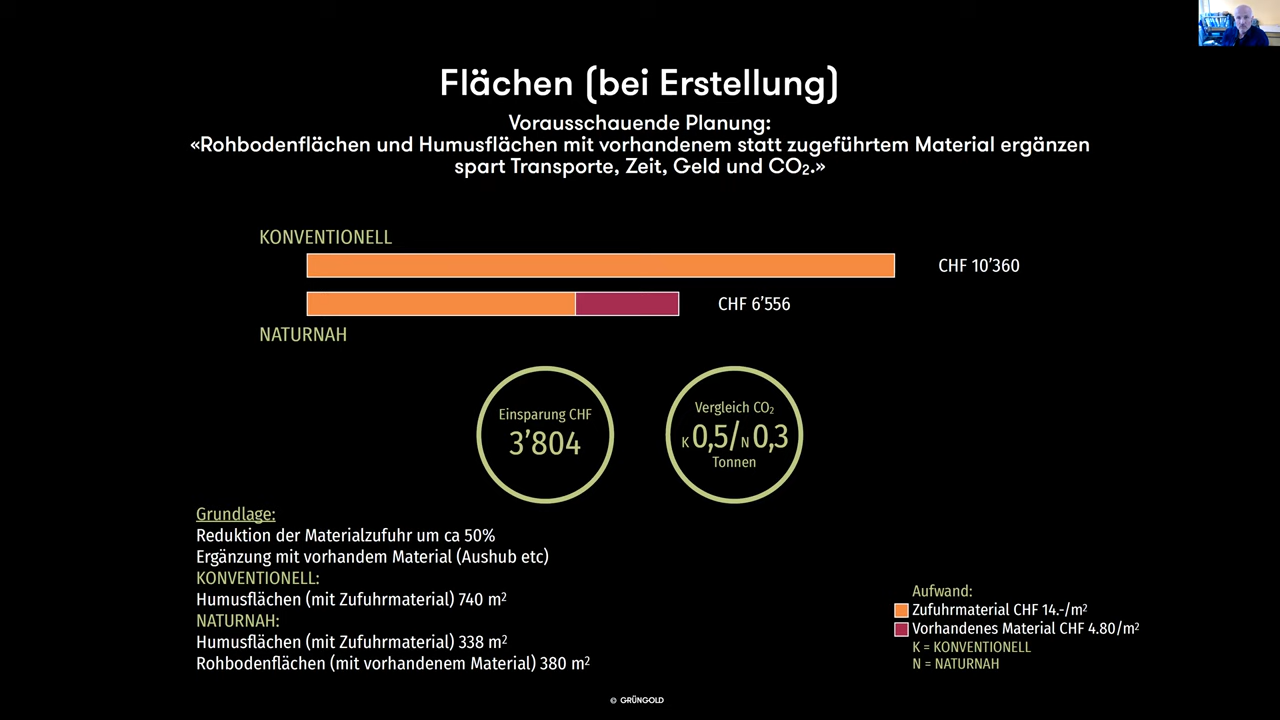 Flächen (bei Erstellung)
Vorausschauende Planung:
«Rohbodenflächen und Humusflächen mit vorhandenem statt zugeführtem Material ergänzen
spart Transporte, Zeit, Geld und CO₂.»
KONVENTIONELL
CHF 10’360
CHF 6’556
NATURNAH
Einsparung CHF
3’804
Vergleich CO₂
K 0,5/N 0,3
Tonnen
Grundlage:
Reduktion der Materialzufuhr um ca 50%
Ergänzung mit vorhandem Material (Aushub etc)
KONVENTIONELL:
Humusflächen (mit Zufuhrmaterial) 740 m²
NATURNAH:
Humusflächen (mit Zufuhrmaterial) 338 m²
Rohbodenflächen (mit vorhandenem Material) 380 m²
Aufwand:
Zufuhrmaterial CHF 14.-/m²
Vorhandenes Material CHF 4.80/m²
K = KONVENTIONELL
N = NATURNAH
© GRÜNGOLD